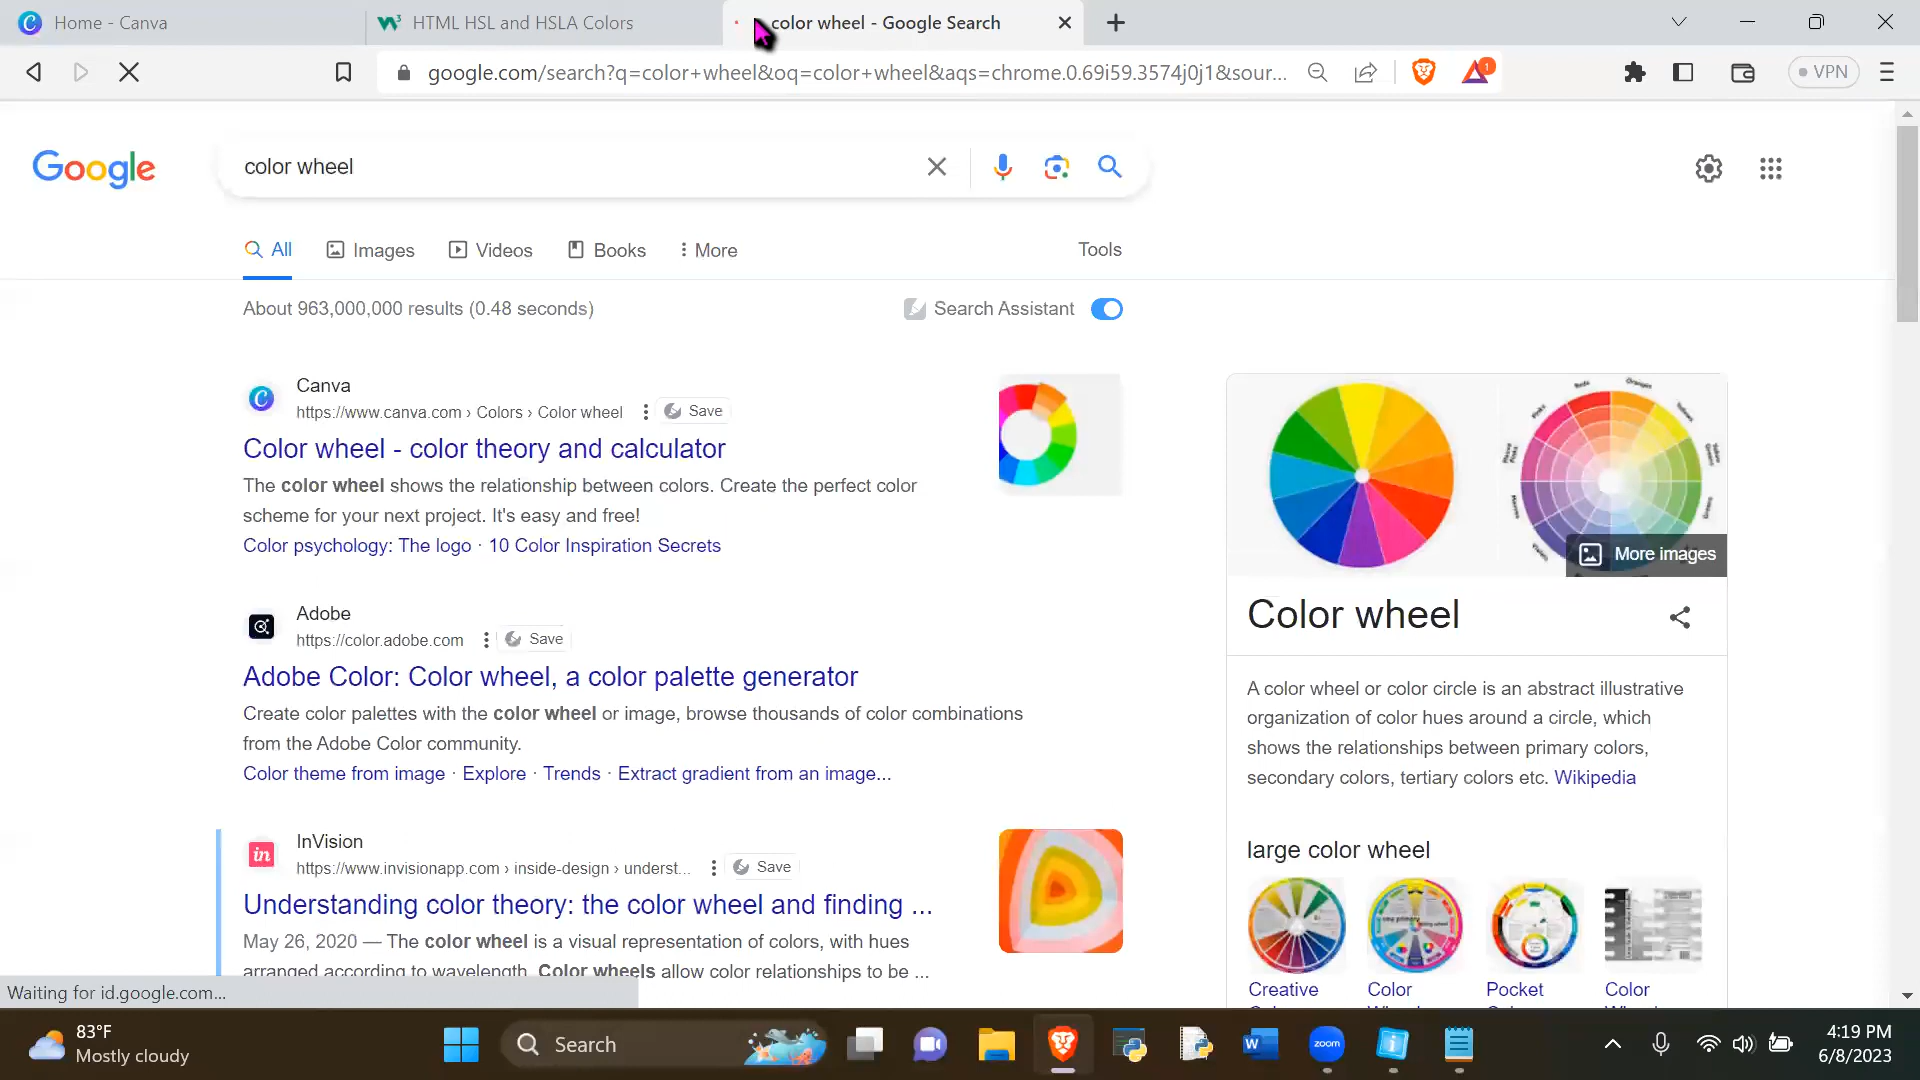 Home - Canva
HTML HSL and HSLA Colors
color wheel - Google Search
google.com/search?q=color+wheel&oq=color+wheel&aqs=chrome.0.69i59.3574j0j1&sour...
1
VPN
Google
color wheel
All
Images
Videos
Books
More
Tools
About 963,000,000 results (0.48 seconds)
Search Assistant
Canva
https://www.canva.com › Colors › Color wheel
Save
Color wheel - color theory and calculator
The color wheel shows the relationship between colors. Create the perfect color
scheme for your next project. It's easy and free!
Color psychology: The logo · 10 Color Inspiration Secrets
Adobe
https://color.adobe.com
Save
Adobe Color: Color wheel, a color palette generator
Create color palettes with the color wheel or image, browse thousands of color combinations
from the Adobe Color community.
Color theme from image · Explore · Trends · Extract gradient from an image...
in
InVision
https://www.invisionapp.com › inside-design › underst...
Save
Understanding color theory: the color wheel and finding ...
May 26, 2020 — The color wheel is a visual representation of colors, with hues
arranged according to wavelength. Color wheels allow color relationships to be ...
Reds
Oranges
Yellows
Greens
Pinks
More images
Color wheel
A color wheel or color circle is an abstract illustrative
organization of color hues around a circle, which
shows the relationships between primary colors,
secondary colors, tertiary colors etc. Wikipedia
large color wheel
Creative
Color
Pocket
Color
Waiting for id.google.com...
83°F
Mostly cloudy
Search
W
zoom
4:19 PM
6/8/2023